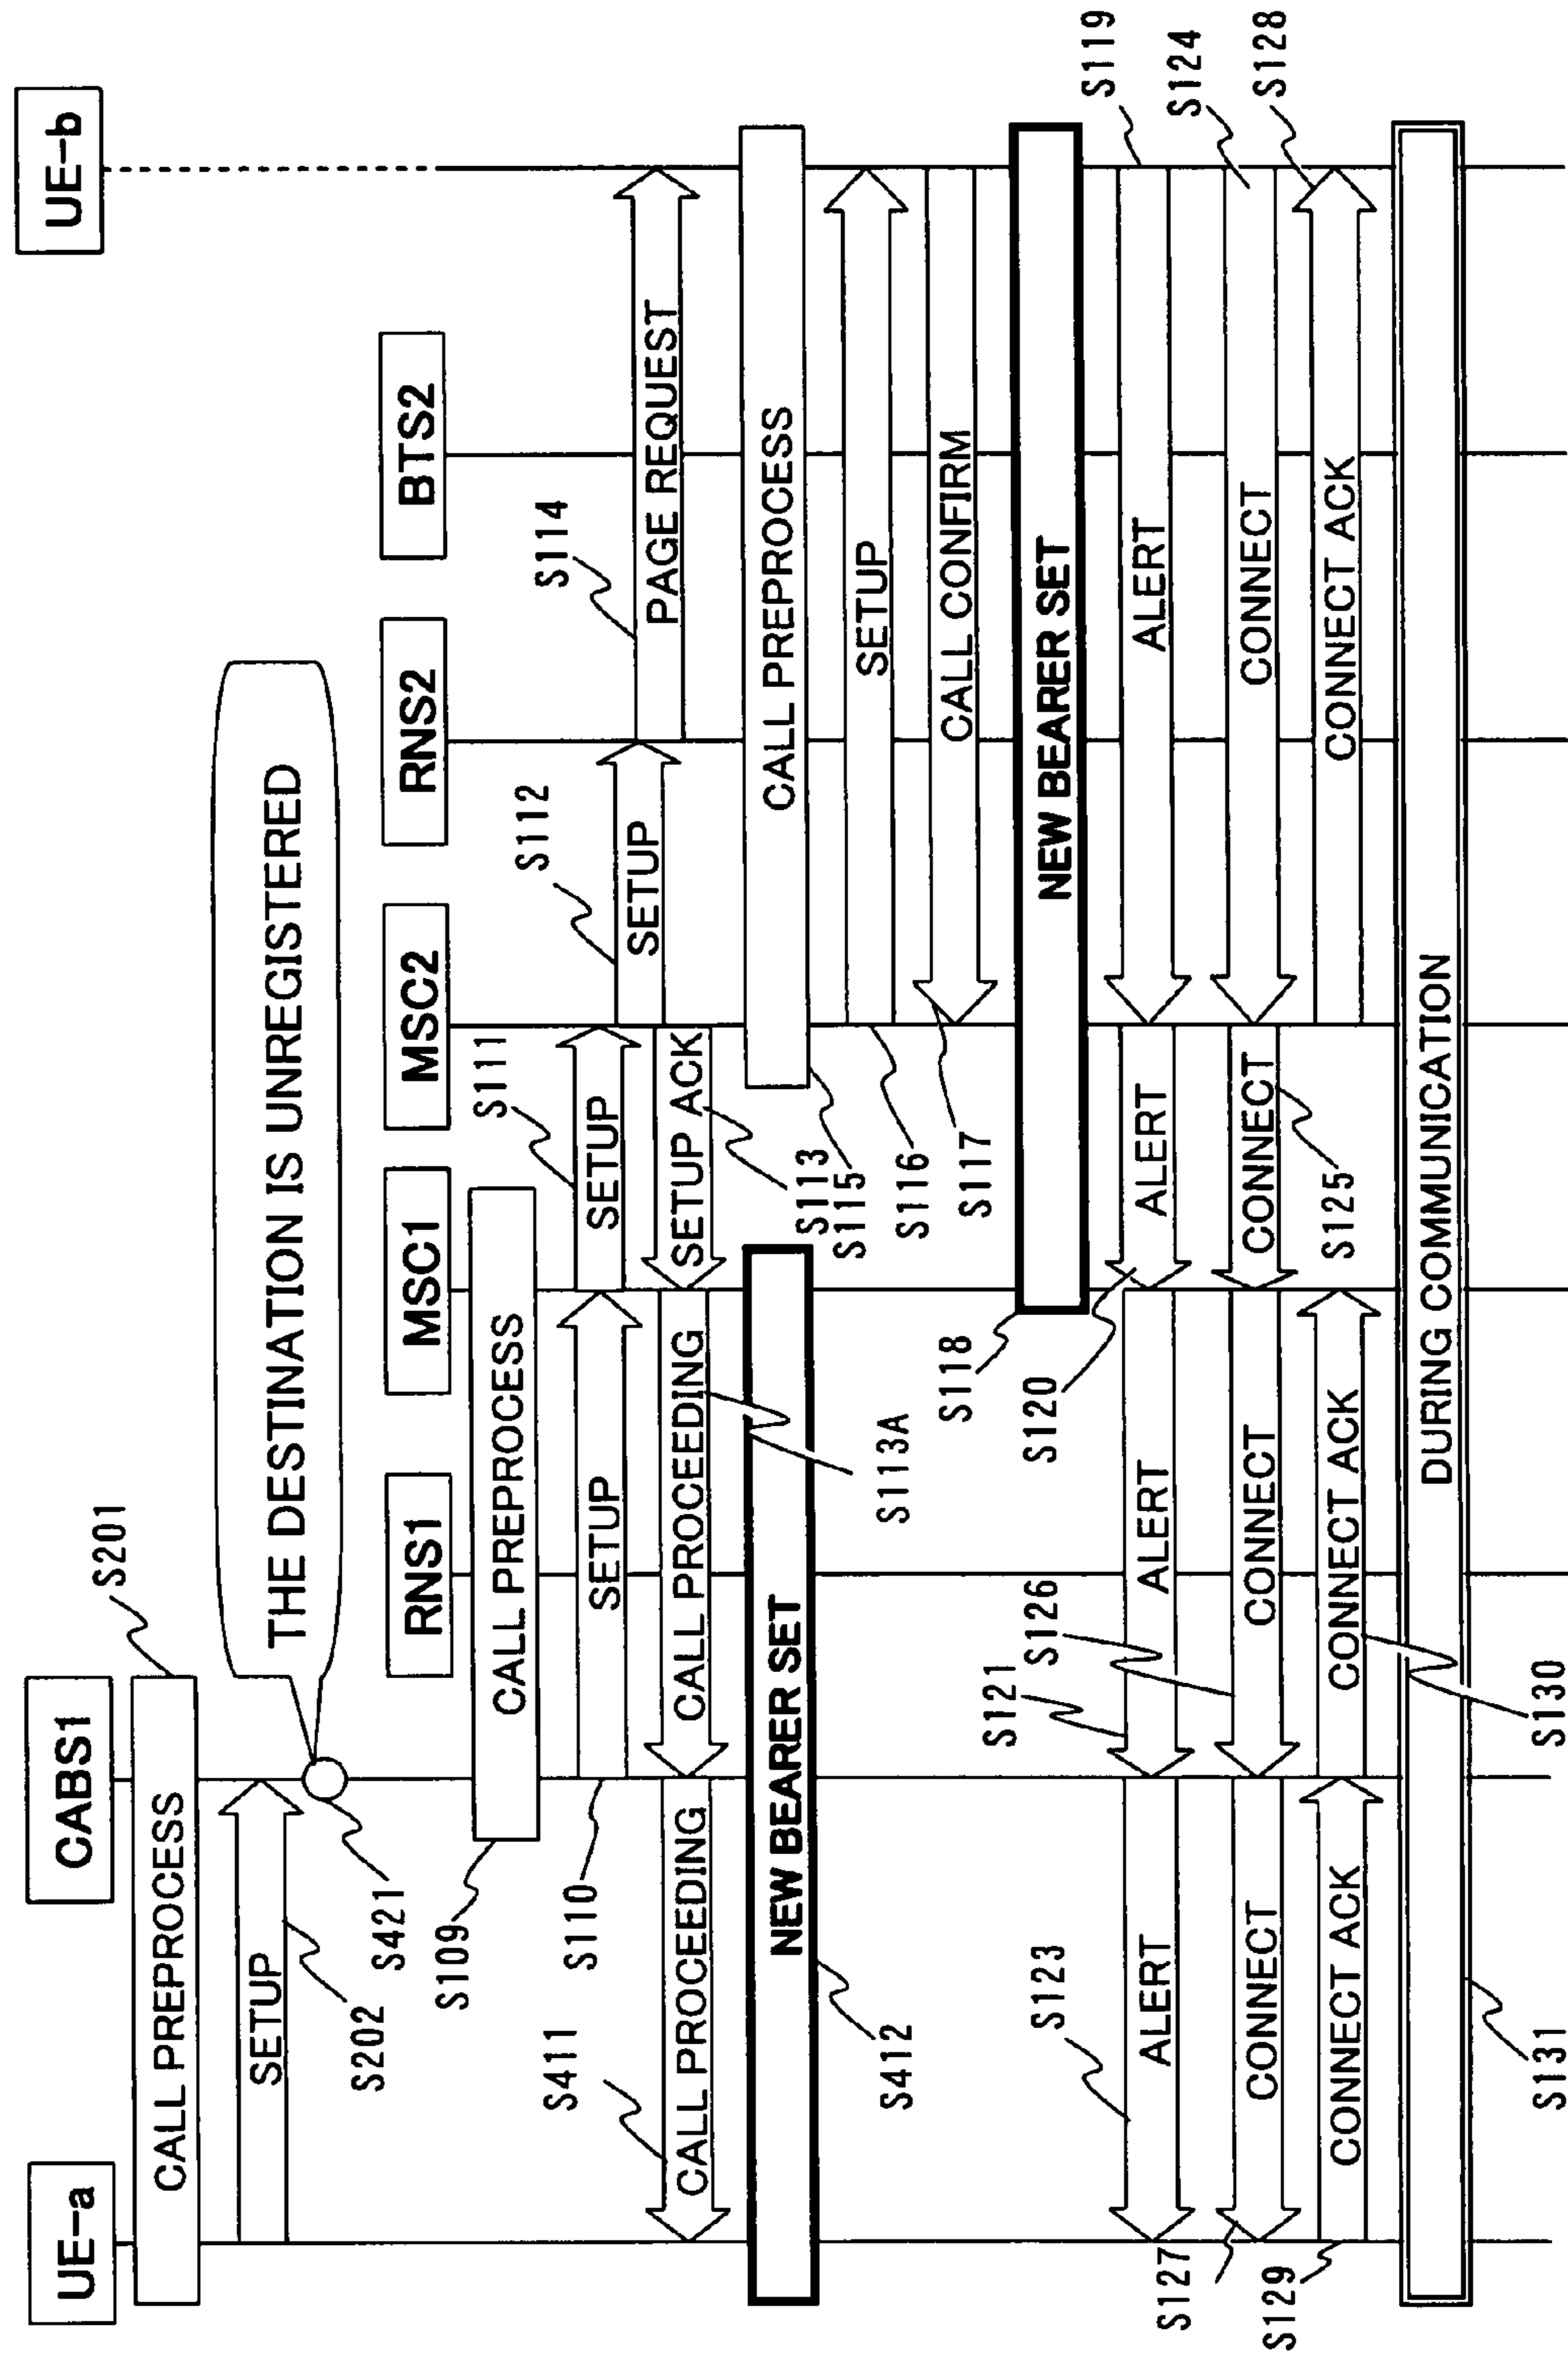 UE-a
CABS1
UE-b
CALL PREPROCESS
S201
SETUP
S202
THE DESTINATION IS UNREGISTERED
S421
RNS1
MSC1
MSC2
RNS2
BTS2
CALL PREPROCESS
S109
SETUP
S110
SETUP
S111
SETUP
S112
PAGE REQUEST
S114
S411
CALL PROCEEDING
CALL PROCEEDING
S113A
SETUP ACK
S113
CALL PREPROCESS
S115
NEW BEARER SET
S412
SETUP
S116
CALL CONFIRM
S117
NEW BEARER SET
S118
S123
ALERT
S121
ALERT
S120
ALERT
ALERT
S119
S127
CONNECT
S126
CONNECT
CONNECT
S125
CONNECT
S124
S129
CONNECT ACK
CONNECT ACK
S130
CONNECT ACK
S128
DURING COMMUNICATION
S131